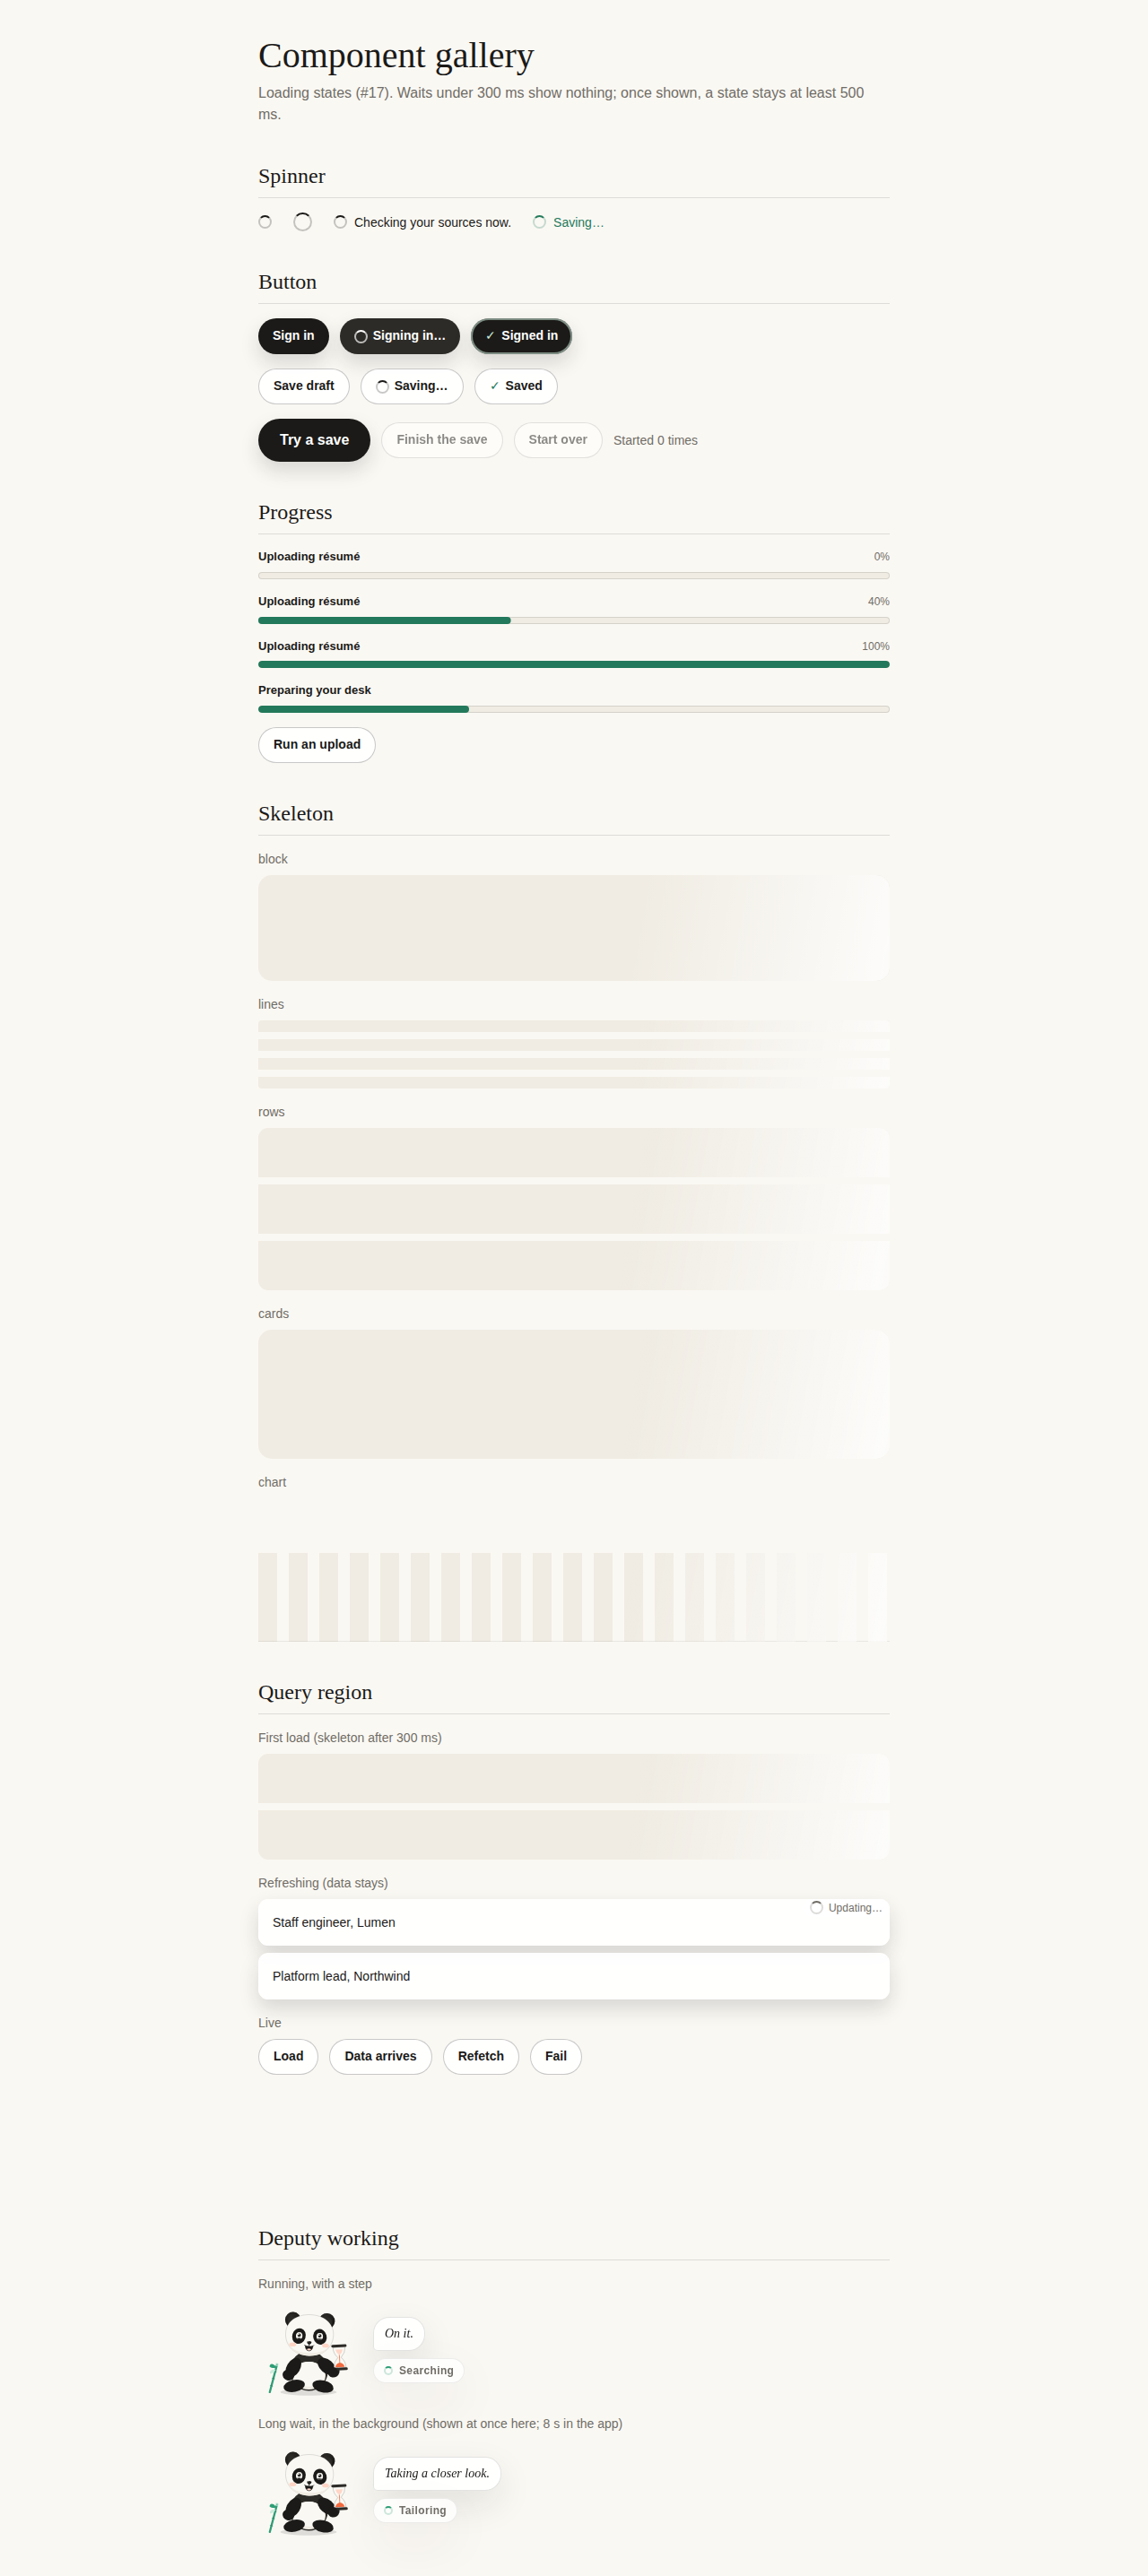 Component gallery
Loading states (#17). Waits under 300 ms show nothing; once shown, a state stays at least 500
ms.
Spinner
Checking your sources now.
Saving…
Button
Sign in
Signing in…
✓ Signed in
Save draft
Saving…
✓ Saved
Try a save
Finish the save
Start over
Started 0 times
Progress
Uploading résumé
0%
Uploading résumé
40%
Uploading résumé
100%
Preparing your desk
Run an upload
Skeleton
block
lines
rows
cards
chart
Query region
First load (skeleton after 300 ms)
Refreshing (data stays)
Updating…
Staff engineer, Lumen
Platform lead, Northwind
Live
Load
Data arrives
Refetch
Fail
Deputy working
Running, with a step
On it.
Searching
Long wait, in the background (shown at once here; 8 s in the app)
Taking a closer look.
Tailoring